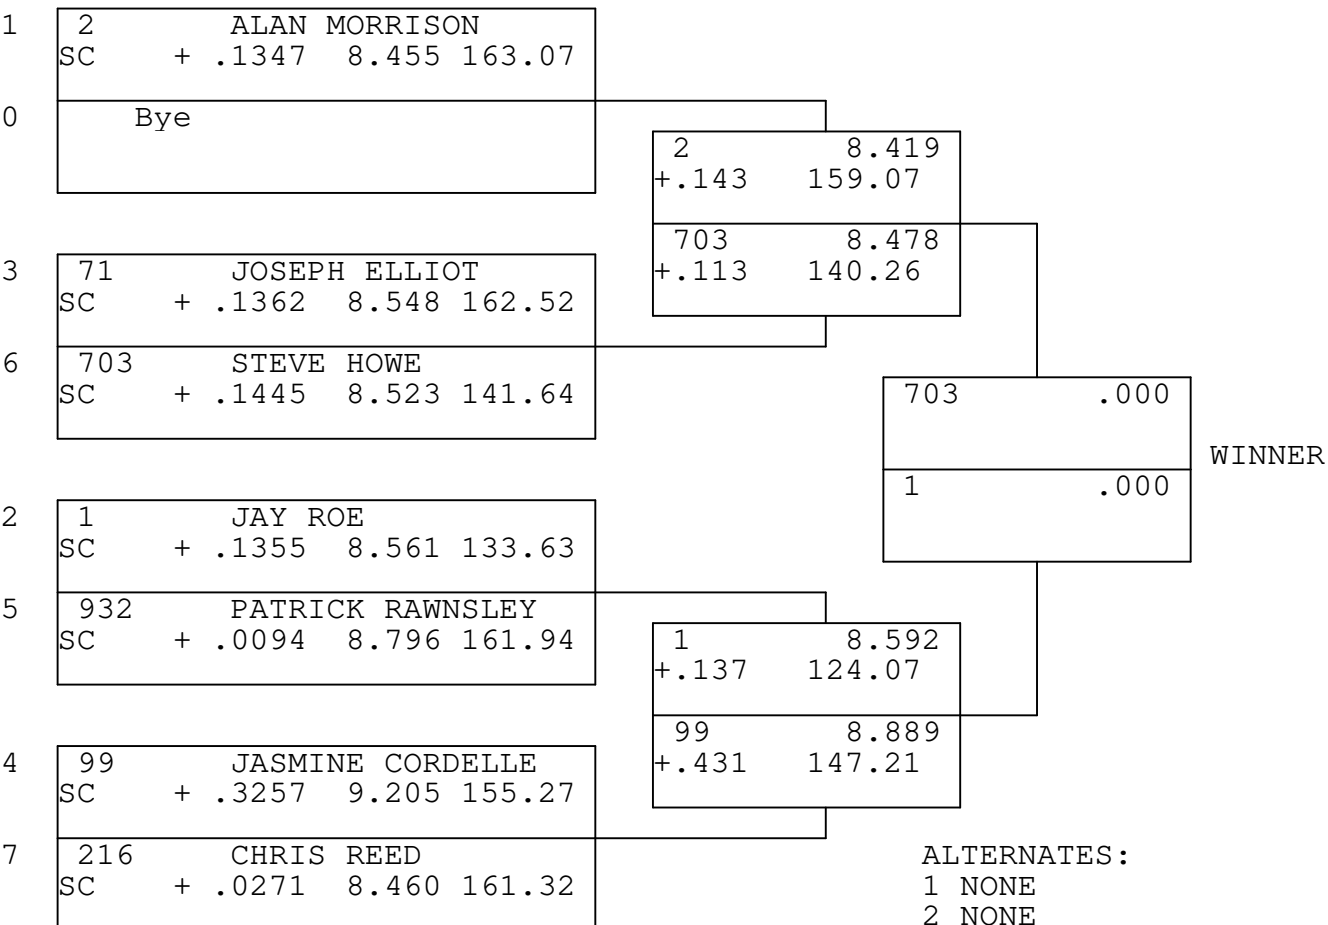 1 2 ALAN MORRISON
SC + .1347 8.455 163.07
0 Bye
2 8.419
+.143 159.07
703 8.478
+.113 140.26
3 71 JOSEPH ELLIOT
SC + .1362 8.548 162.52
6 703 STEVE HOWE
SC + .1445 8.523 141.64
703 .000
WINNER
1 .000
2 1 JAY ROE
SC + .1355 8.561 133.63
5 932 PATRICK RAWNSLEY
SC + .0094 8.796 161.94
1 8.592
+.137 124.07
99 8.889
+.431 147.21
4 99 JASMINE CORDELLE
SC + .3257 9.205 155.27
7 216 CHRIS REED
SC + .0271 8.460 161.32
ALTERNATES:
1 NONE
2 NONE